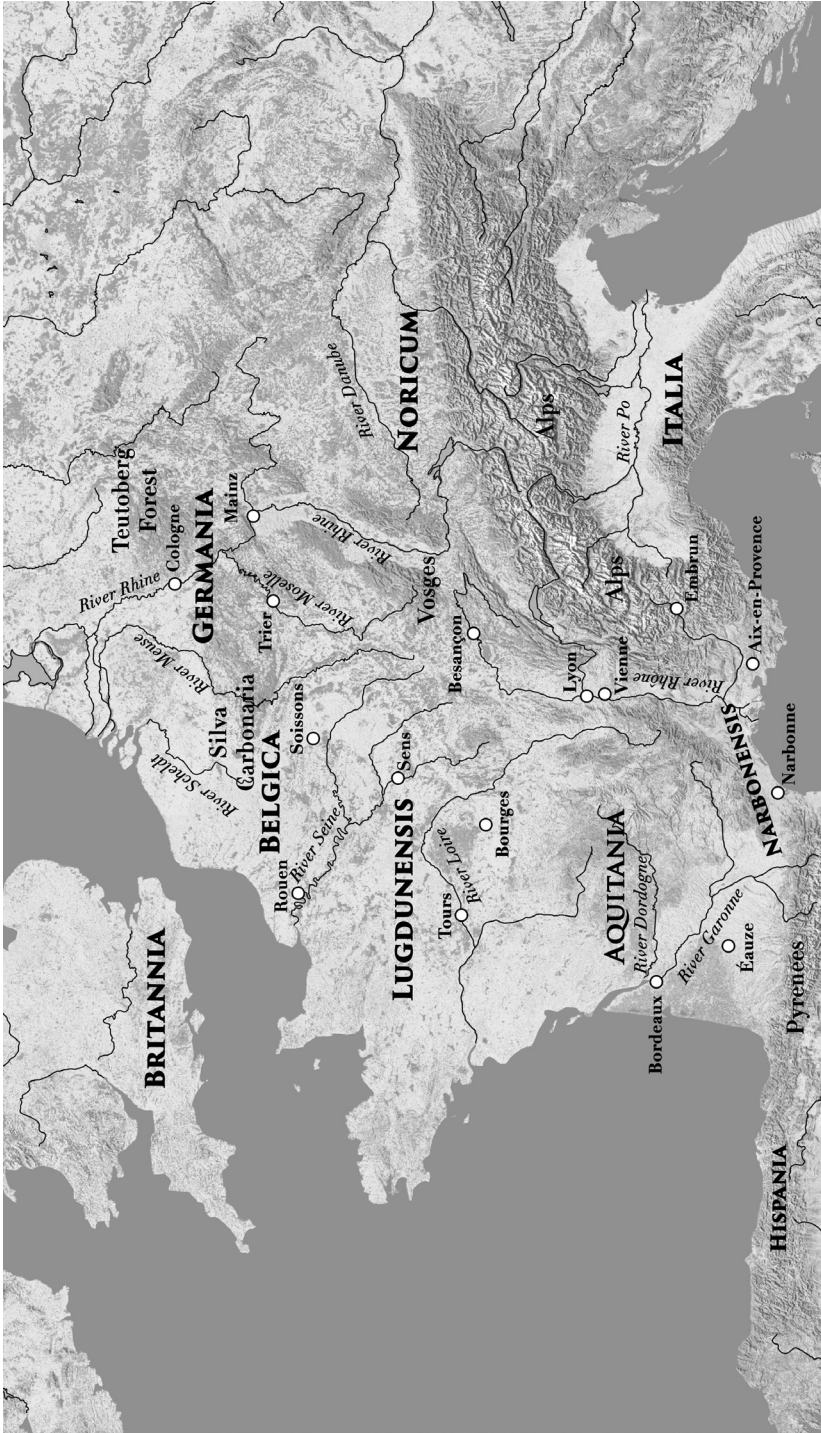 BRITANNIA
River Rhine
Teutoberg
Forest
Cologne
River Meuse
River Scheldt
Silva
Carbonaria
GERMANIA
Mainz
BELGICA
Trier
River Moselle
Rouen
River Seine
Soissons
River Rhine
River Danube
Sens
LUGDUNENSIS
Vosges
NORICUM
Tours
River Loire
Bourges
Besançon
Alps
Lyon
Vienne
AQUITANIA
River Dordogne
Alps
River Po
Bordeaux
River Rhône
Embrun
ITALIA
River Garonne
Éauze
NARBONENSIS
Aix-en-Provence
Narbonne
Pyrenees
HISPANIA